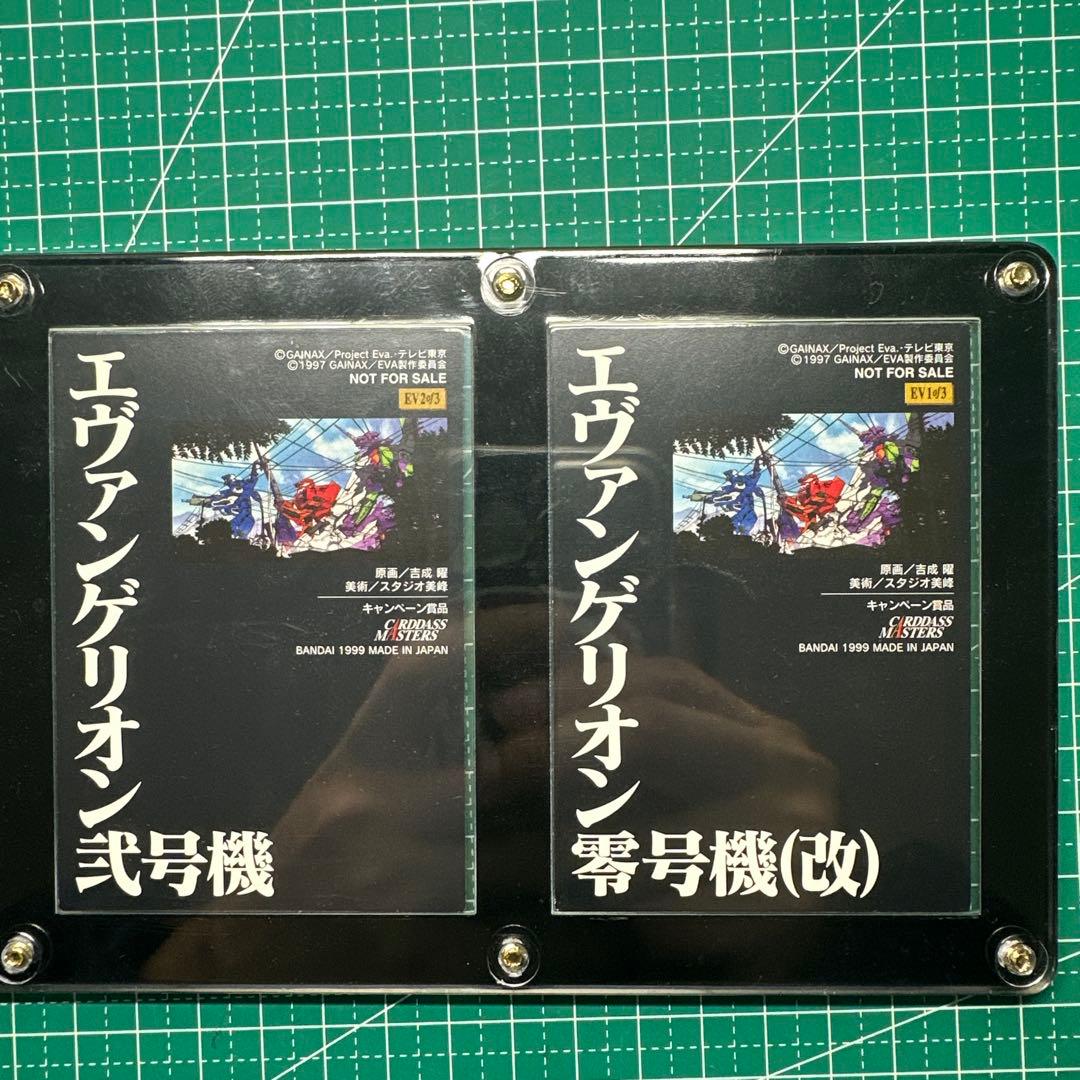 エヴァンゲリオン
弐号機
©GAINAX／Project Eva.・テレビ東京
©1997 GAINAX／EVA製作委員会
NOT FOR SALE
EV2of3
原画／吉成 曜
美術／スタジオ美峰
キャンペーン賞品
CARDDASS
MASTERS
BANDAI 1999 MADE IN JAPAN
エヴァンゲリオン
零号機(改)
©GAINAX／Project Eva.・テレビ東京
©1997 GAINAX／EVA製作委員会
NOT FOR SALE
EV1of3
原画／吉成 曜
美術／スタジオ美峰
キャンペーン賞品
CARDDASS
MASTERS
BANDAI 1999 MADE IN JAPAN